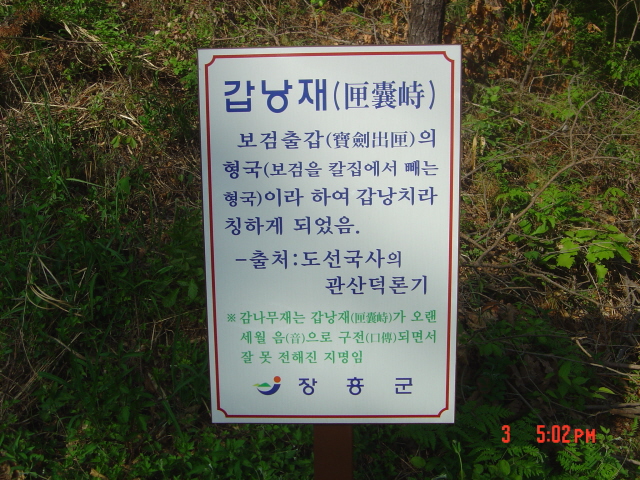 갑낭재(匣囊峙)
보검출갑(寶劍出匣)의
형국(보검을 칼집에서 빼는
형국)이라 하여 갑낭치라
칭하게 되었음.
-출처:도선국사의
관산덕론기
※ 감나무재는 갑낭재(匣囊峙)가 오랜
세월 음(音)으로 구전(口傳)되면서
잘 못 전해진 지명임
장흥군
3 5:02PM